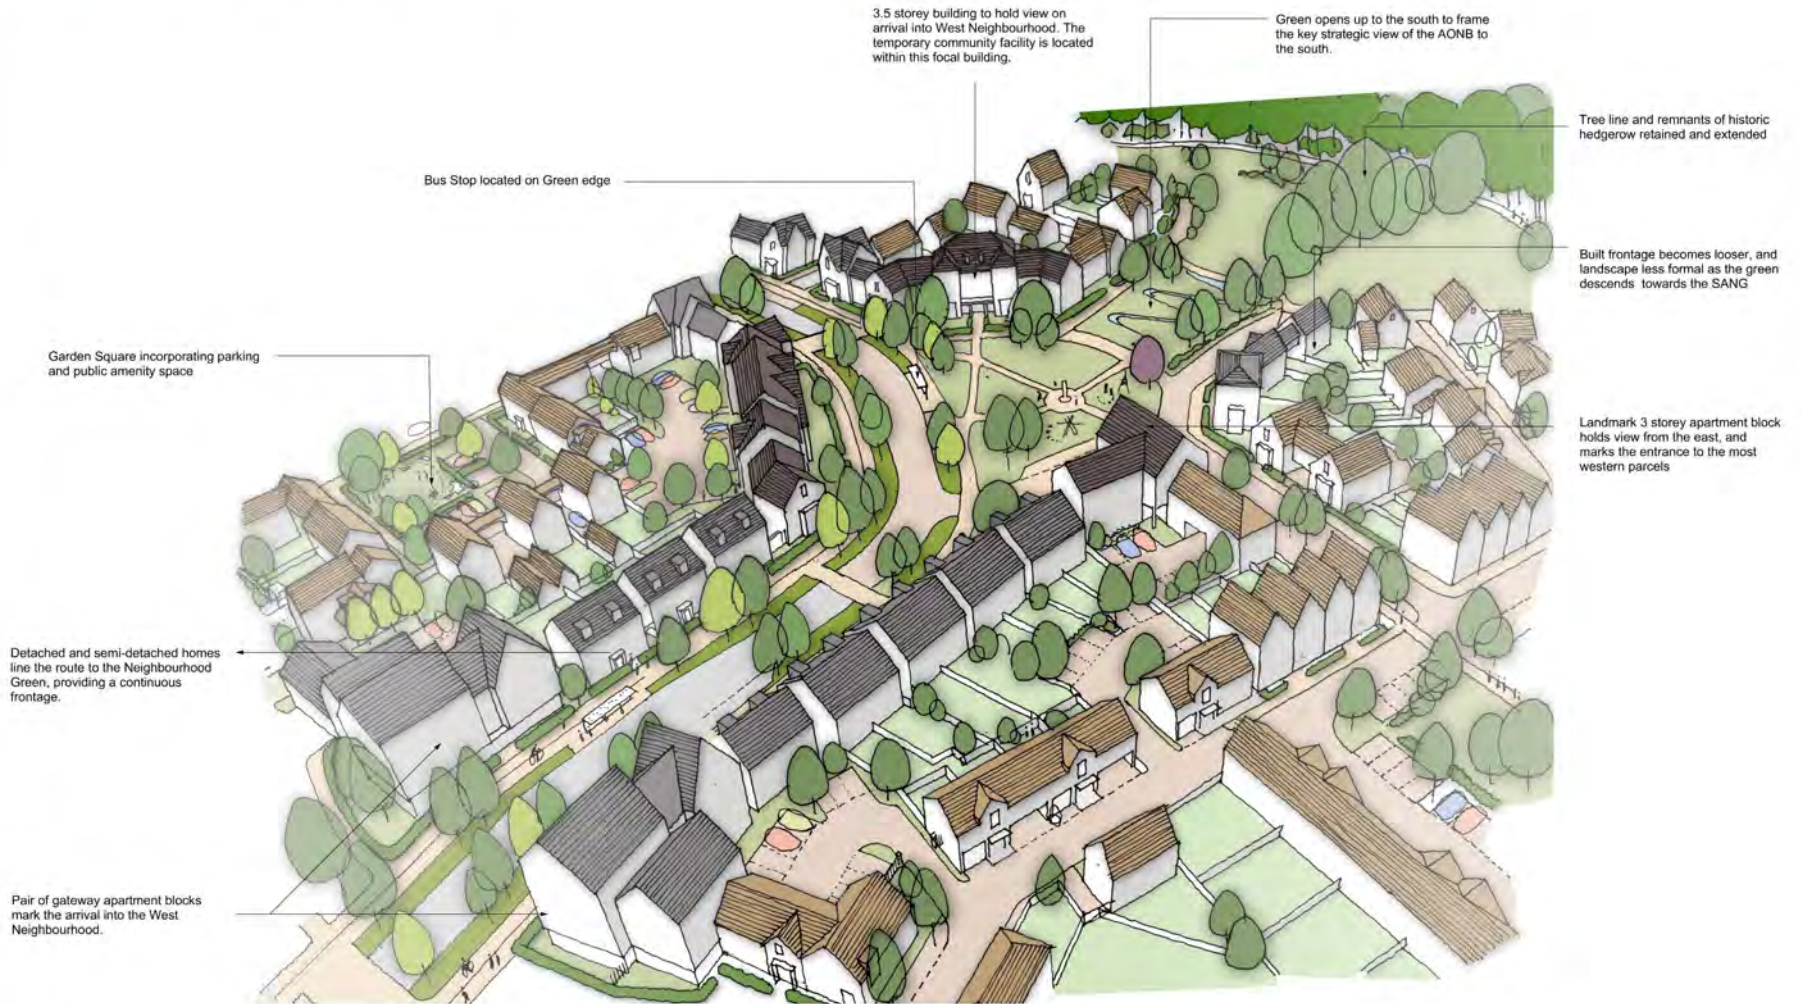 3.5 storey building to hold view on
arrival into West Neighbourhood. The
temporary community facility is located
within this focal building.
Green opens up to the south to frame
the key strategic view of the AONB to
the south.
Tree line and remnants of historic
hedgerow retained and extended
Bus Stop located on Green edge
Built frontage becomes looser, and
landscape less formal as the green
descends towards the SANG
Garden Square incorporating parking
and public amenity space
Landmark 3 storey apartment block
holds view from the east, and
marks the entrance to the most
western parcels
Detached and semi-detached homes
line the route to the Neighbourhood
Green, providing a continuous
frontage.
Pair of gateway apartment blocks
mark the arrival into the West
Neighbourhood.